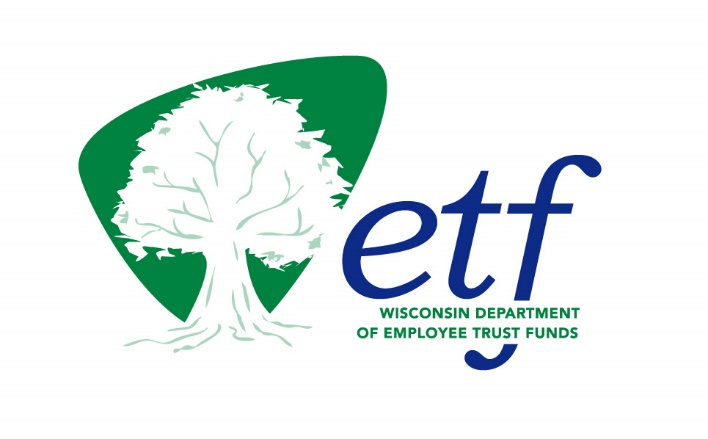 etf
WISCONSIN DEPARTMENT
OF EMPLOYEE TRUST FUNDS